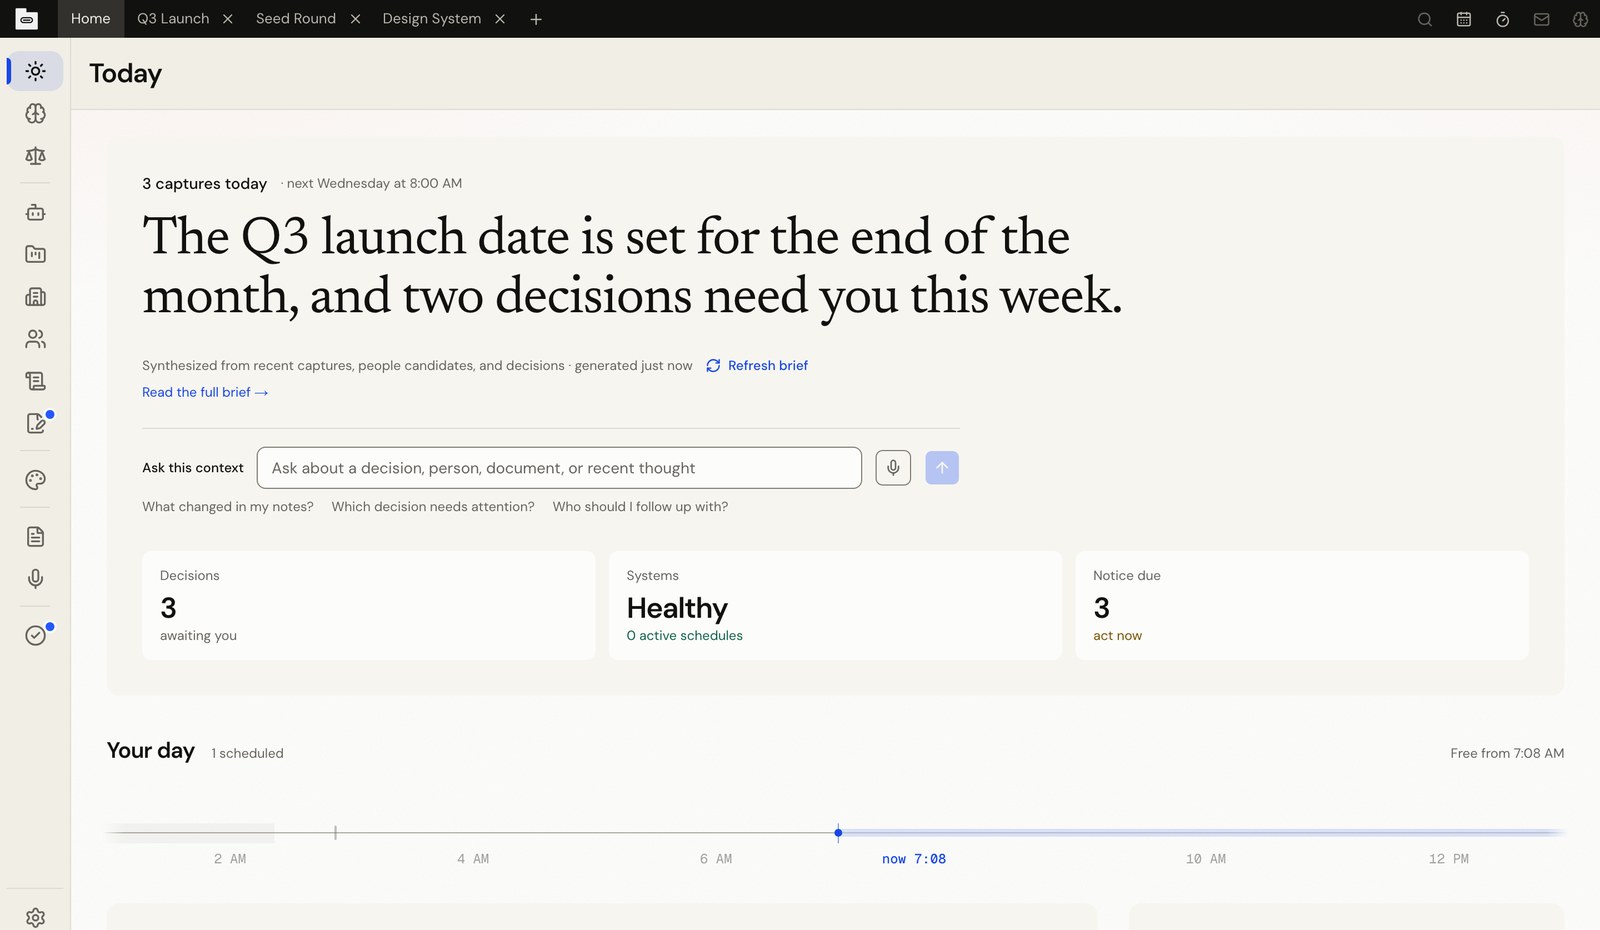 Home
Q3 Launch
Seed Round
Design System
Today
3 captures today · next Wednesday at 8:00 AM
The Q3 launch date is set for the end of the
month, and two decisions need you this week.
Synthesized from recent captures, people candidates, and decisions · generated just now
Refresh brief
Read the full brief →
Ask this context
Ask about a decision, person, document, or recent thought
What changed in my notes?
Which decision needs attention?
Who should I follow up with?
Decisions
3
awaiting you
Systems
Healthy
0 active schedules
Notice due
3
act now
Your day
1 scheduled
Free from 7:08 AM
2 AM
4 AM
6 AM
now 7:08
10 AM
12 PM